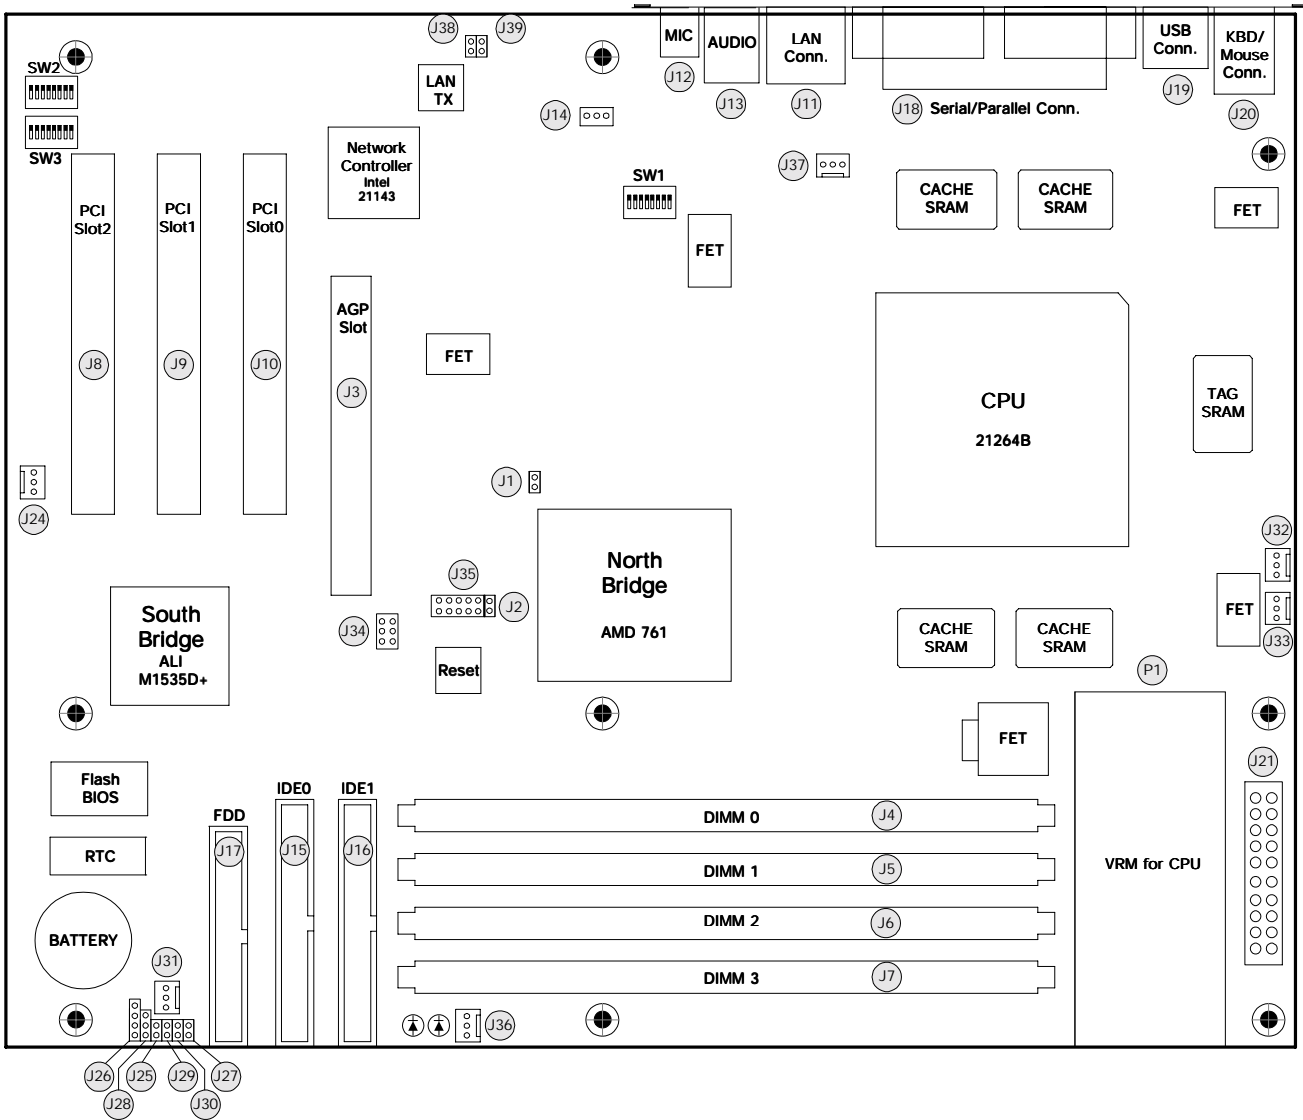 J38
J39
MIC
AUDIO
LAN
Conn.
USB
Conn.
KBD/
Mouse
Conn.
SW2
LAN
TX
J12
J13
J11
J18
Serial/Parallel Conn.
J19
J20
J14
SW3
Network
Controller
Intel
21143
J37
SW1
CACHE
SRAM
CACHE
SRAM
FET
PCI
Slot2
PCI
Slot1
PCI
Slot0
FET
AGP
Slot
FET
J8
J9
J10
J3
CPU
21264B
TAG
SRAM
J1
J24
J32
North
Bridge
AMD 761
J35
J2
South
Bridge
ALI
M1535D+
J34
FET
CACHE
SRAM
CACHE
SRAM
J33
Reset
P1
FET
J21
Flash
BIOS
IDE0
IDE1
FDD
DIMM 0
J4
J17
J15
J16
RTC
DIMM 1
J5
VRM for CPU
DIMM 2
J6
BATTERY
J31
DIMM 3
J7
J36
J26
J25
J29
J27
J28
J30